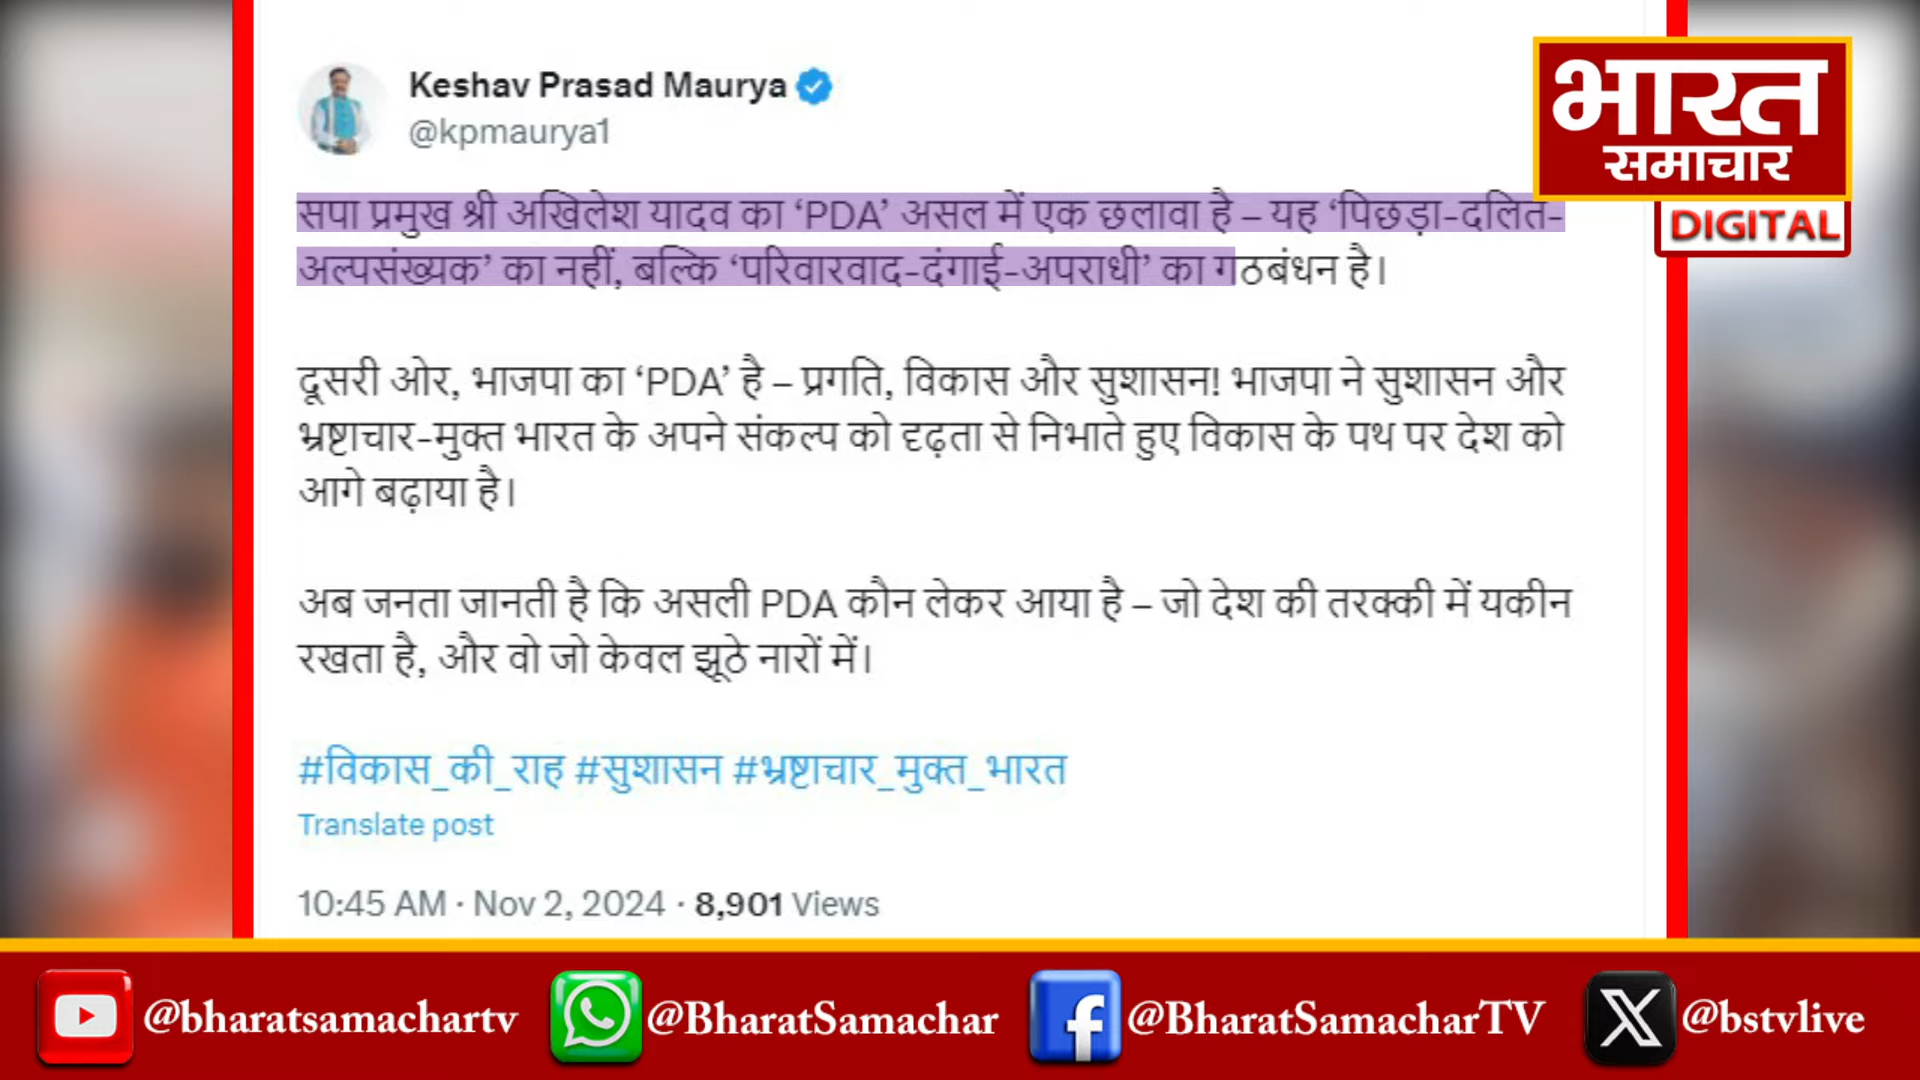 Keshav Prasad Maurya
@kpmaurya1
भारत
समाचार
DIGITAL
सपा प्रमुख श्री अखिलेश यादव का ‘PDA’ असल में एक छलावा है – यह ‘पिछड़ा-दलित-
अल्पसंख्यक’ का नहीं, बल्कि ‘परिवारवाद-दंगाई-अपराधी’ का गठबंधन है।
दूसरी ओर, भाजपा का ‘PDA’ है – प्रगति, विकास और सुशासन! भाजपा ने सुशासन और
भ्रष्टाचार-मुक्त भारत के अपने संकल्प को दृढ़ता से निभाते हुए विकास के पथ पर देश को
आगे बढ़ाया है।
अब जनता जानती है कि असली PDA कौन लेकर आया है – जो देश की तरक्की में यकीन
रखता है, और वो जो केवल झूठे नारों में।
#विकास_की_राह #सुशासन #भ्रष्टाचार_मुक्त_भारत
Translate post
10:45 AM · Nov 2, 2024 · 8,901 Views
@bharatsamachartv @BharatSamachar @BharatSamacharTV @bstvlive